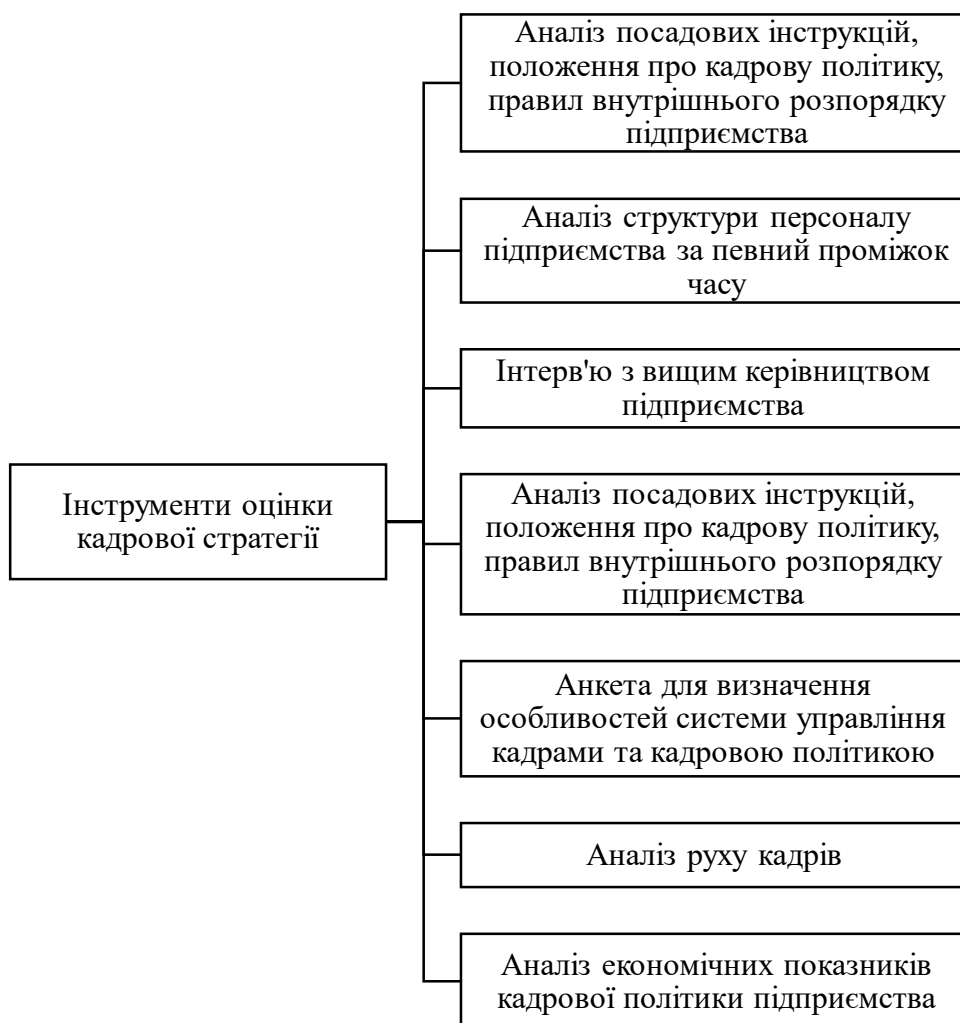 Аналіз посадових інструкцій,
положення про кадрову політику,
правил внутрішнього розпорядку
підприємства
Аналіз структури персоналу
підприємства за певний проміжок
часу
Інтерв'ю з вищим керівництвом
підприємства
Інструменти оцінки
кадрової стратегії
Аналіз посадових інструкцій,
положення про кадрову політику,
правил внутрішнього розпорядку
підприємства
Анкета для визначення
особливостей системи управління
кадрами та кадровою політикою
Аналіз руху кадрів
Аналіз економічних показників
кадрової політики підприємства